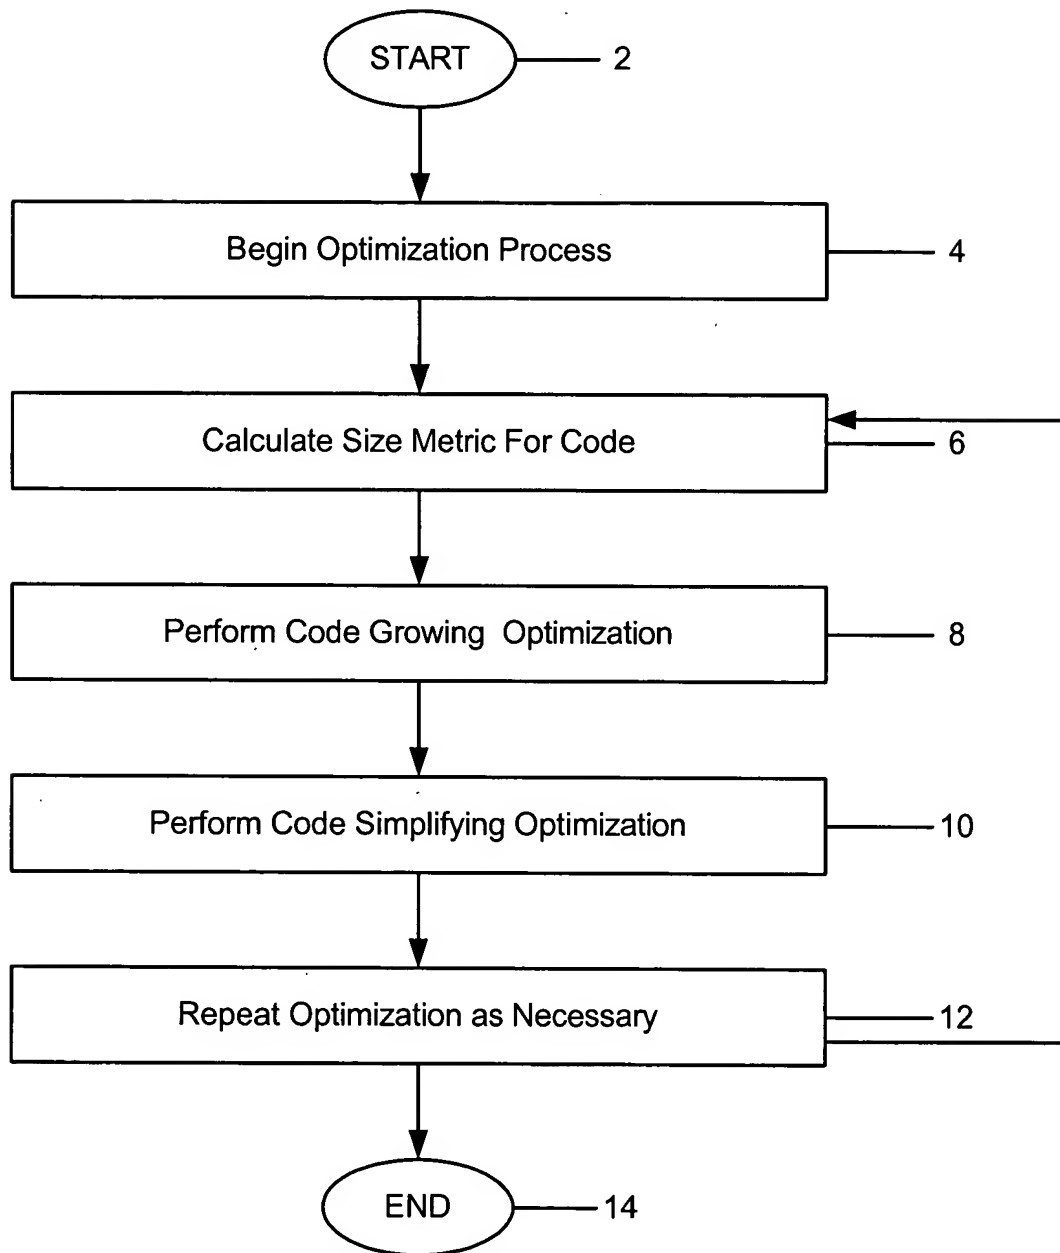 START 2
Begin Optimization Process 4
Calculate Size Metric For Code 6
Perform Code Growing Optimization 8
Perform Code Simplifying Optimization 10
Repeat Optimization as Necessary 12
END 14